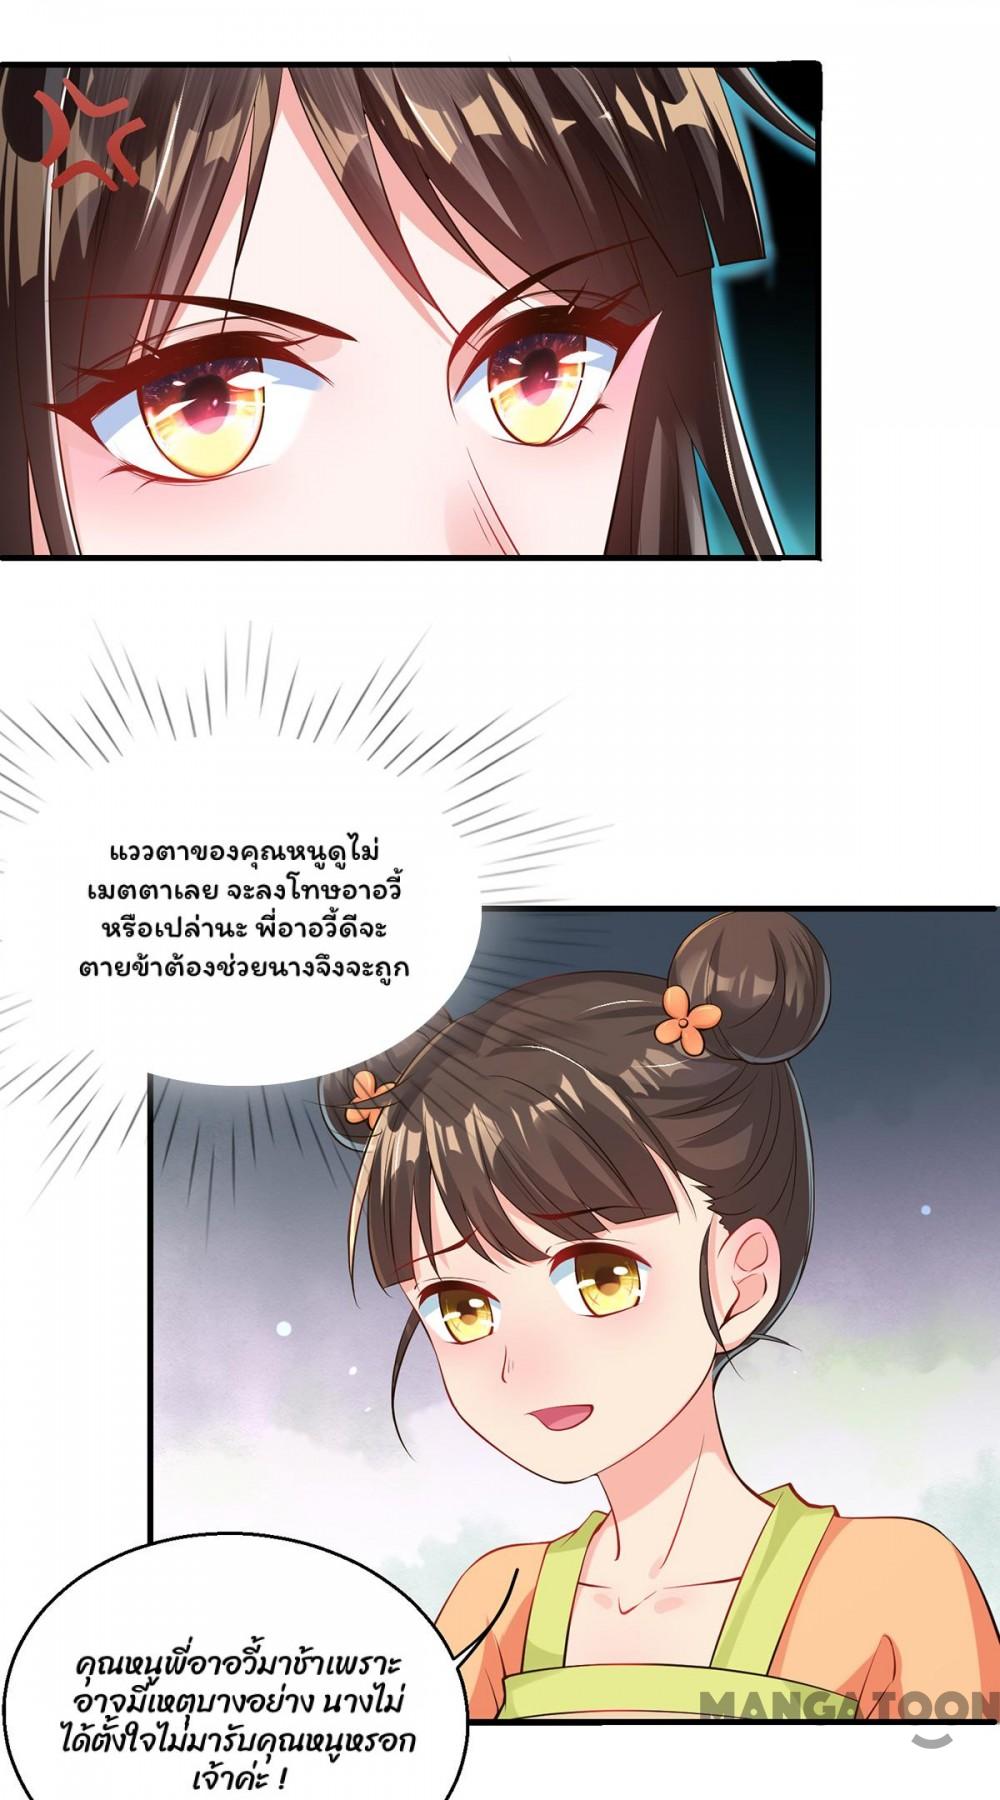 แววตาของคุณหนูดูไม่
เมตตาเลย จะลงโทษอาอวี้
หรือเปล่านะ พี่อาอวี้ดีจะ
ตายข้าต้องช่วยนางจึงจะถูก
คุณหนูพี่อาอวี้มาช้าเพราะ
อาจมีเหตุบางอย่าง นางไม่
ได้ตั้งใจไม่มารับคุณหนูหรอก
เจ้าค่ะ !
MANGATOON